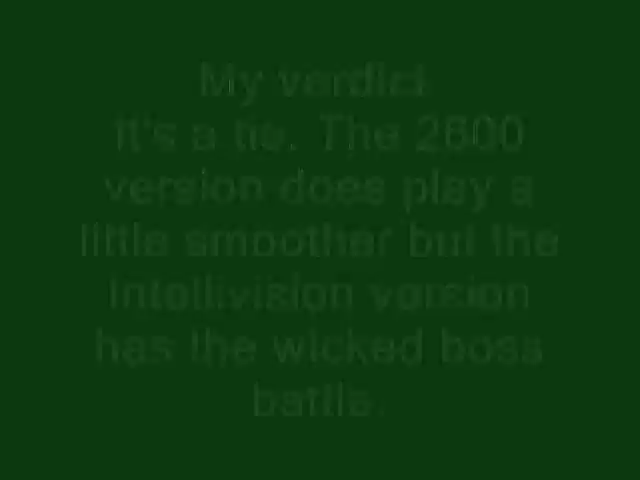 My verdict
It's a tie. The 2600
version does play a
little smoother but the
Intellivision version
has the wicked boss
battle.